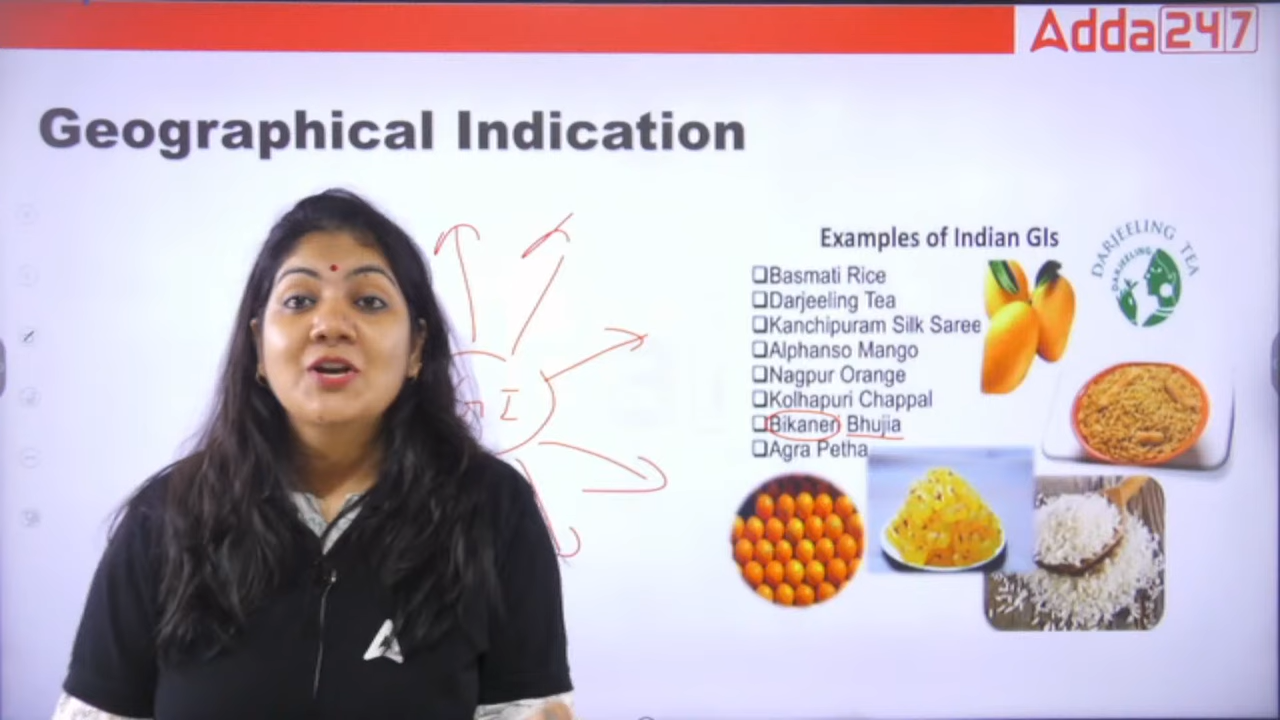 Adda247
Geographical Indication
Examples of Indian GIs
❑Basmati Rice
❑Darjeeling Tea
❑Kanchipuram Silk Saree
❑Alphanso Mango
❑Nagpur Orange
❑Kolhapuri Chappal
❑Bikaneri Bhujia
❑Agra Petha
DARJEELING TEA
DARJEELING
I